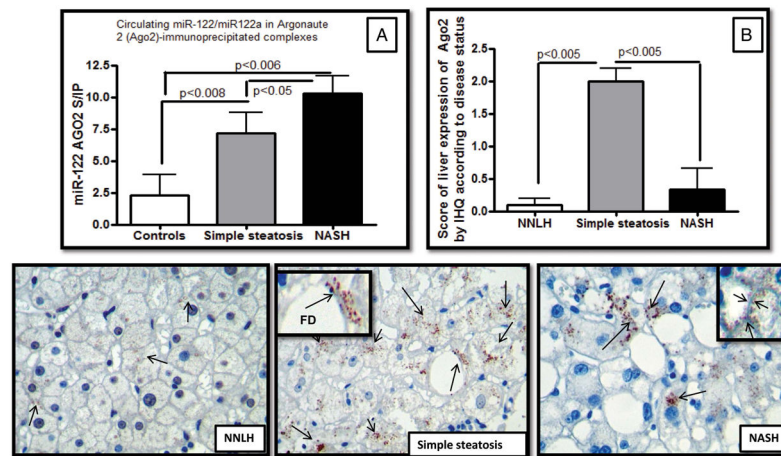 Circulating miR-122/miR122a in Argonaute
2 (Ago2)-immunoprecipitated complexes
A
p<0.006
p<0.008
p<0.05
12.5
10.0
7.5
5.0
2.5
0.0
miR-122 AGO2 S/IP
Controls
Simple steatosis
NASH
B
p<0.005
p<0.005
2.5
2.0
1.5
1.0
0.5
0.0
Score of liver expression of Ago2
by IHQ according to disease status
NNLH
Simple steatosis
NASH
FD
NNLH
Simple steatosis
NASH